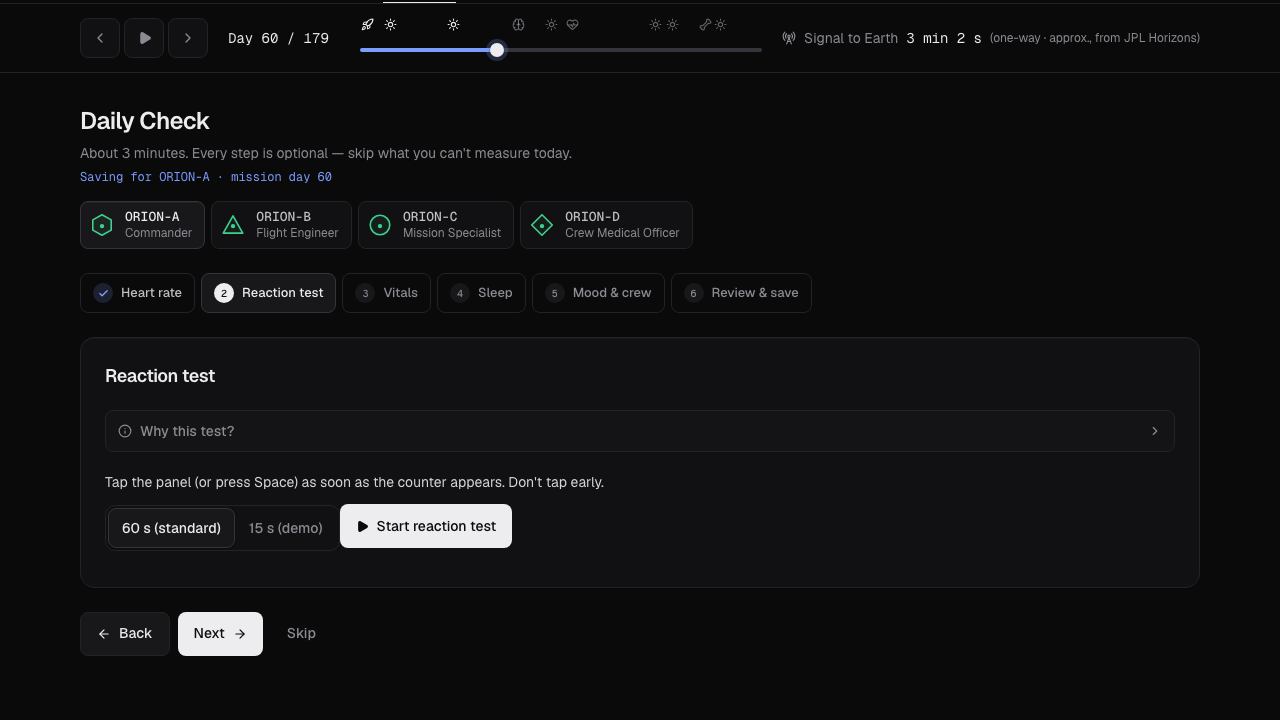 Day 60 / 179
Signal to Earth 3 min 2 s (one-way · approx., from JPL Horizons)
Daily Check
About 3 minutes. Every step is optional — skip what you can't measure today.
Saving for ORION-A · mission day 60
ORION-A
Commander
ORION-B
Flight Engineer
ORION-C
Mission Specialist
ORION-D
Crew Medical Officer
Heart rate
2 Reaction test
3 Vitals
4 Sleep
5 Mood & crew
6 Review & save
Reaction test
Why this test?
Tap the panel (or press Space) as soon as the counter appears. Don't tap early.
60 s (standard)
15 s (demo)
Start reaction test
Back
Next
Skip